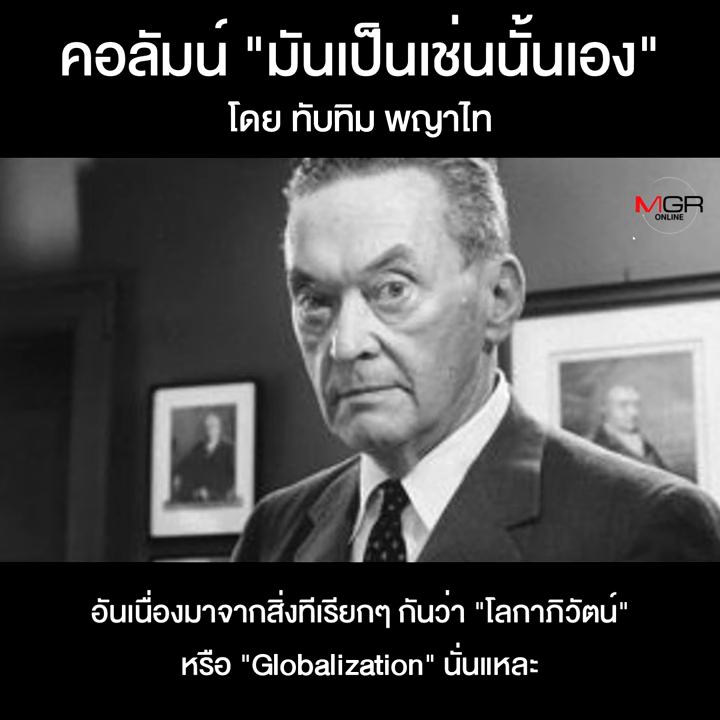 คอลัมน์ "มันเป็นเช่นนั้นเอง"
โดย ทับทิม พญาไท
MGR
ONLINE
อันเนื่องมาจากสิ่งที่เรียกๆ กันว่า "โลกาภิวัตน์"
หรือ "Globalization" นั่นแหละ